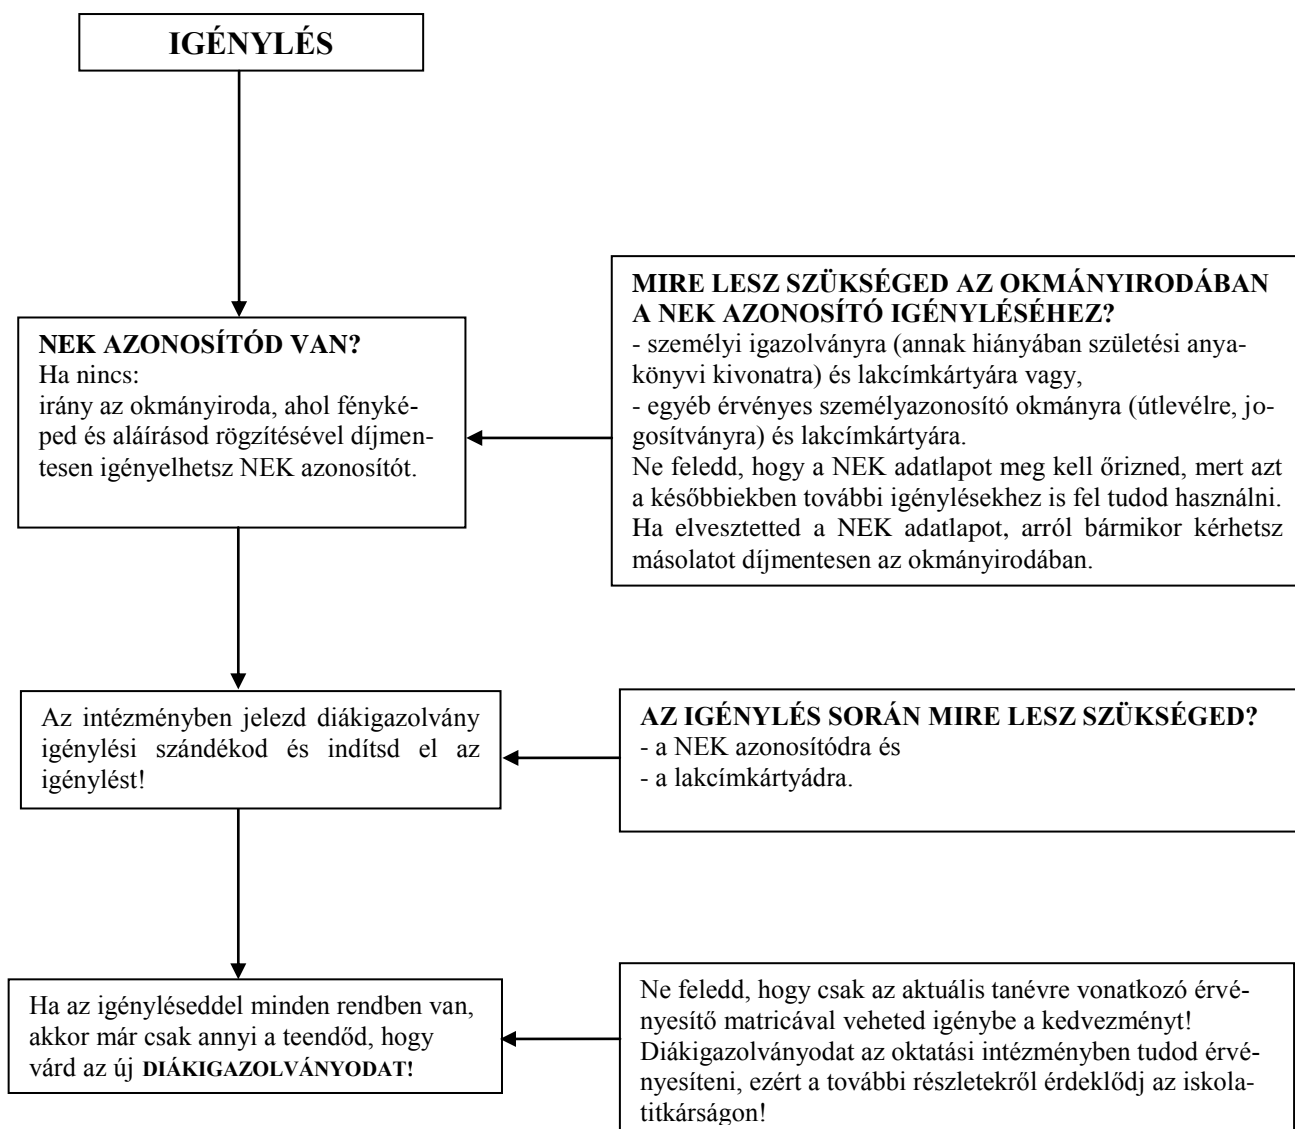 IGÉNYLÉS
NEK AZONOSÍTÓD VAN?
Ha nincs:
irány az okmányiroda, ahol fényké-
ped és aláírásod rögzítésével díjmen-
tesen igényelhetsz NEK azonosítót.
MIRE LESZ SZÜKSÉGED AZ OKMÁNYIRODÁBAN
A NEK AZONOSÍTÓ IGÉNYLÉSÉHEZ?
- személyi igazolványra (annak hiányában születési anya-
könyvi kivonatra) és lakcímkártyára vagy,
- egyéb érvényes személyazonosító okmányra (útlevélre, jo-
gosítványra) és lakcímkártyára.
Ne feledd, hogy a NEK adatlapot meg kell őrizned, mert azt
a későbbiekben további igénylésekhez is fel tudod használni.
Ha elvesztetted a NEK adatlapot, arról bármikor kérhetsz
másolatot díjmentesen az okmányirodában.
Az intézményben jelezd diákigazolvány
igénylési szándékod és indítsd el az
igénylést!
AZ IGÉNYLÉS SORÁN MIRE LESZ SZÜKSÉGED?
- a NEK azonosítódra és
- a lakcímkártyádra.
Ha az igényléseddel minden rendben van,
akkor már csak annyi a teendőd, hogy
várd az új DIÁKIGAZOLVÁNYODAT!
Ne feledd, hogy csak az aktuális tanévre vonatkozó érvé-
nyesítő matricával veheted igénybe a kedvezményt!
Diákigazolványodat az oktatási intézményben tudod érvé-
nyesíteni, ezért a további részletekről érdeklődj az iskola-
titkárságon!